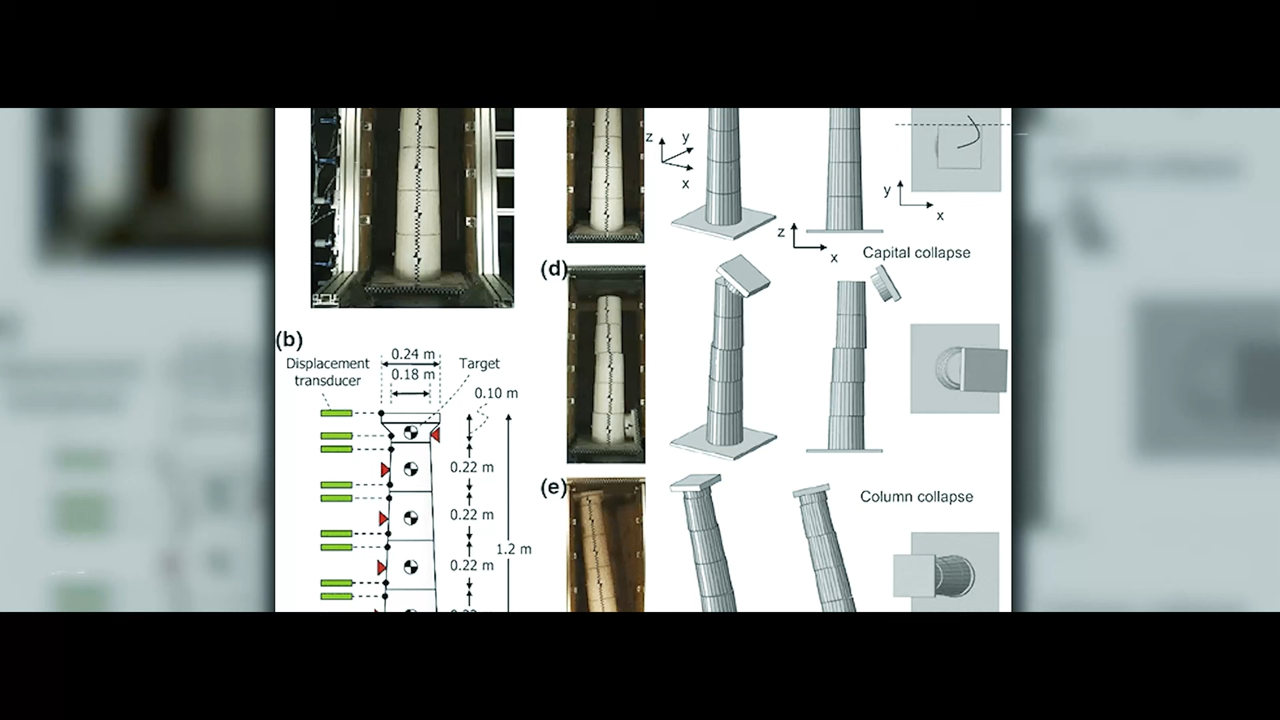 z
y
x
y
x
z
x
Capital collapse
(d)
(b)
0.24 m
Displacement
transducer
Target
0.18 m
0.10 m
0.22 m
0.22 m
1.2 m
0.22 m
(e)
Column collapse